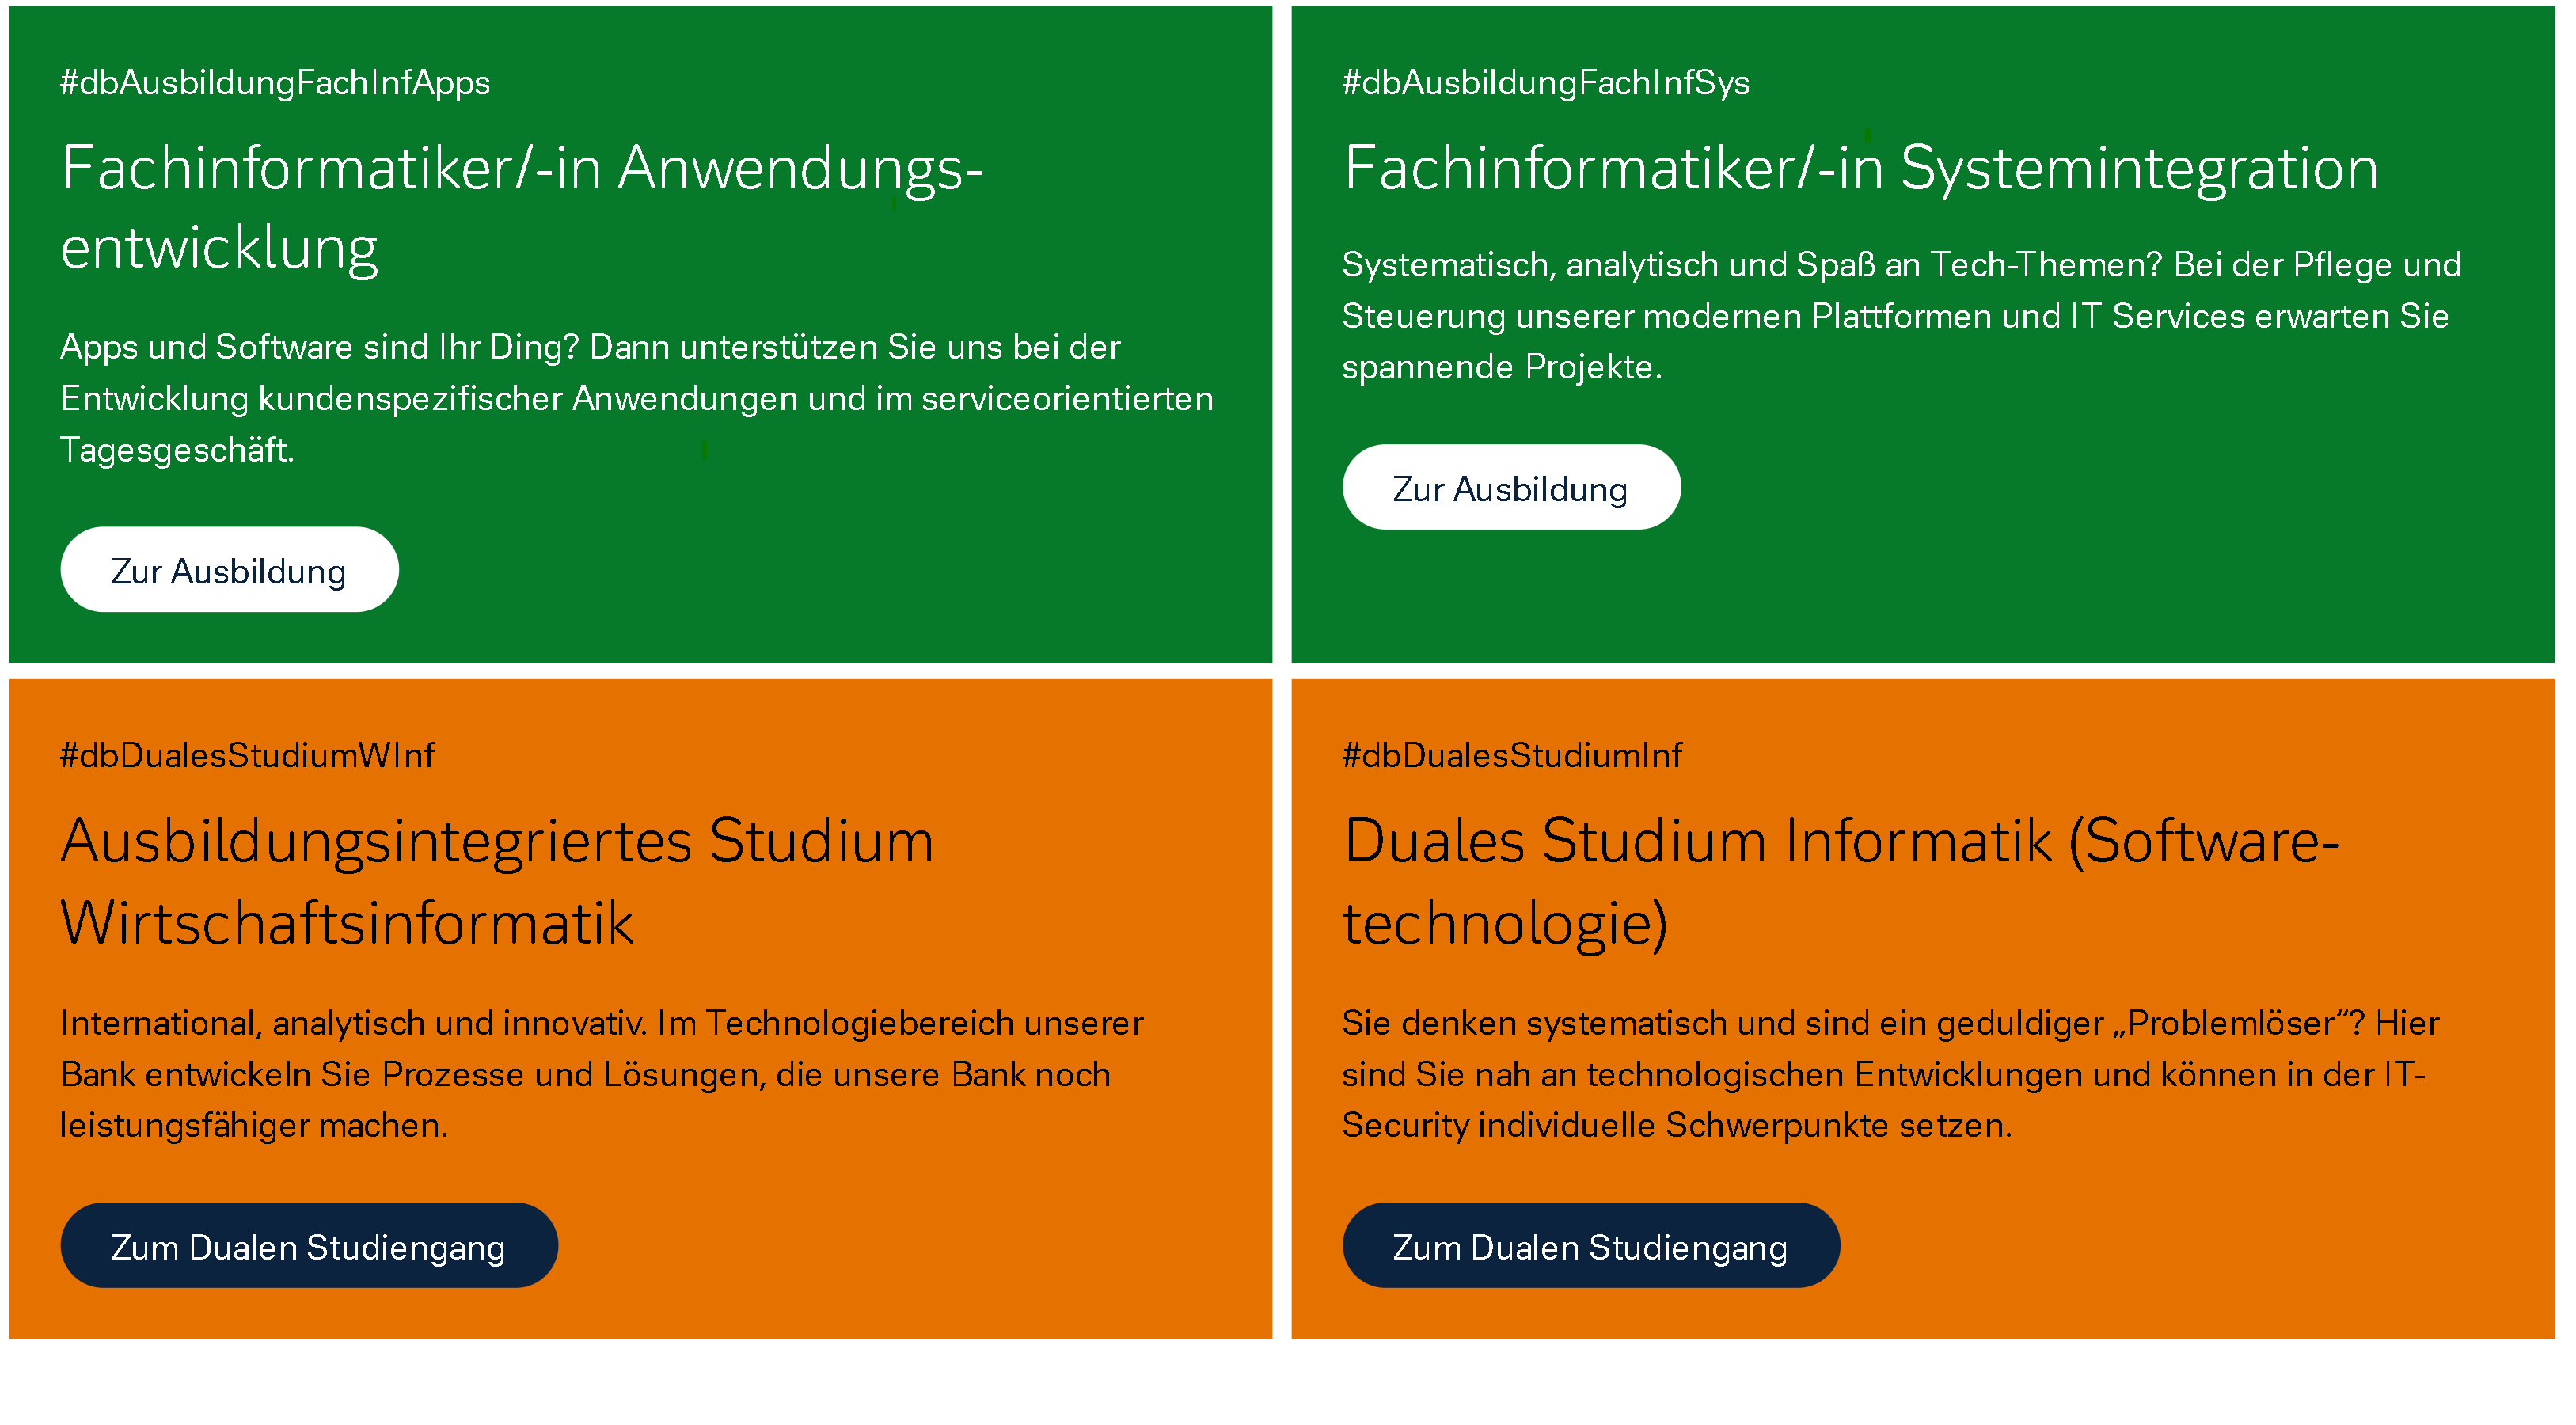 #dbAusbildungFachInfApps
Fachinformatiker/-in Anwendungs-
entwicklung
Apps und Software sind Ihr Ding? Dann unterstützen Sie uns bei der
Entwicklung kundenspezifischer Anwendungen und im serviceorientierten
Tagesgeschäft.
Zur Ausbildung
#dbAusbildungFachInfSys
Fachinformatiker/-in Systemintegration
Systematisch, analytisch und Spaß an Tech-Themen? Bei der Pflege und
Steuerung unserer modernen Plattformen und IT Services erwarten Sie
spannende Projekte.
Zur Ausbildung
#dbDualesStudiumWInf
Ausbildungsintegriertes Studium
Wirtschaftsinformatik
International, analytisch und innovativ. Im Technologiebereich unserer
Bank entwickeln Sie Prozesse und Lösungen, die unsere Bank noch
leistungsfähiger machen.
Zum Dualen Studiengang
#dbDualesStudiumInf
Duales Studium Informatik (Software-
technologie)
Sie denken systematisch und sind ein geduldiger „Problemlöser“? Hier
sind Sie nah an technologischen Entwicklungen und können in der IT-
Security individuelle Schwerpunkte setzen.
Zum Dualen Studiengang